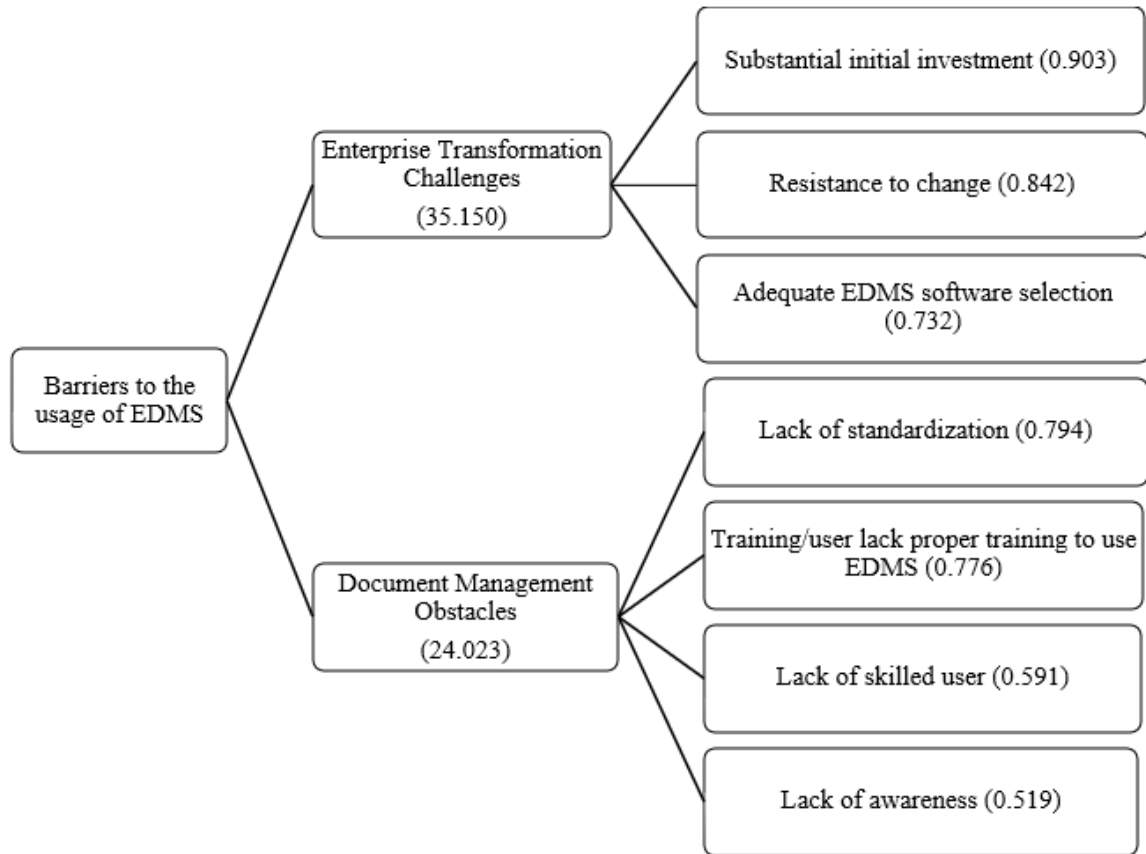 Substantial initial investment (0.903)
Enterprise Transformation
Challenges
(35.150)
Resistance to change (0.842)
Adequate EDMS software selection
(0.732)
Barriers to the
usage of EDMS
Lack of standardization (0.794)
Training/user lack proper training to use
EDMS (0.776)
Document Management
Obstacles
(24.023)
Lack of skilled user (0.591)
Lack of awareness (0.519)